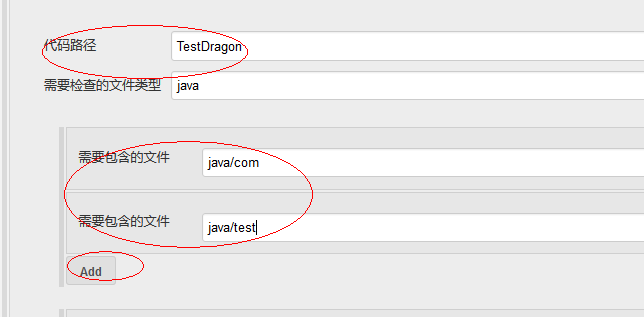 代码路径 TestDragon
需要检查的文件类型 java
需要包含的文件 java/com
需要包含的文件 java/test
Add